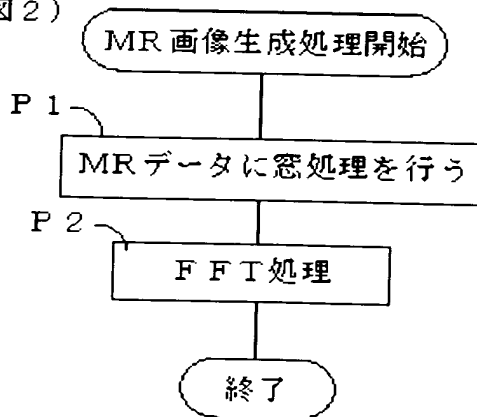 図2)
MR画像生成処理開始
P1
MRデータに窓処理を行う
P2
FFT処理
終了